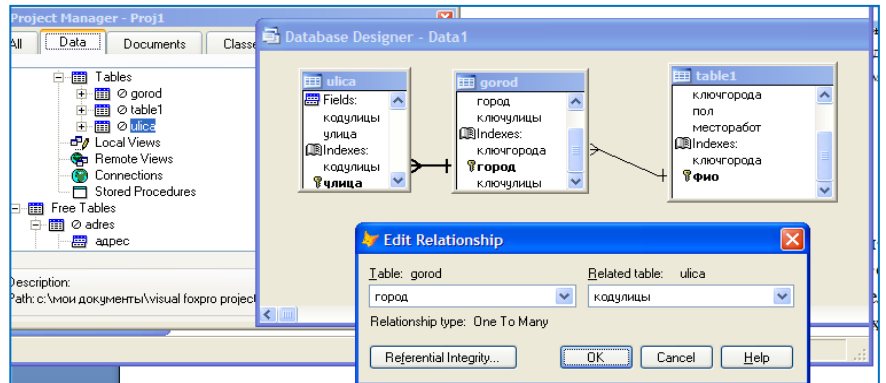 Project Manager - Proj1
All
Data
Documents
Classe
Tables
gorod
table1
ulica
Local Views
Remote Views
Connections
Stored Procedures
Free Tables
adres
адрес
Description:
Path: c:\мои документы\visual foxpro project
Database Designer - Data1
ulica
Fields:
кодулицы
улица
Indexes:
кодулицы
улица
gorod
город
ключулицы
Indexes:
ключгорода
город
ключулицы
table1
ключгорода
пол
месторабот
Indexes:
ключгорода
фио
Edit Relationship
Table: gorod
Related table: ulica
город
кодулицы
Relationship type: One To Many
Referential Integrity...
OK
Cancel
Help